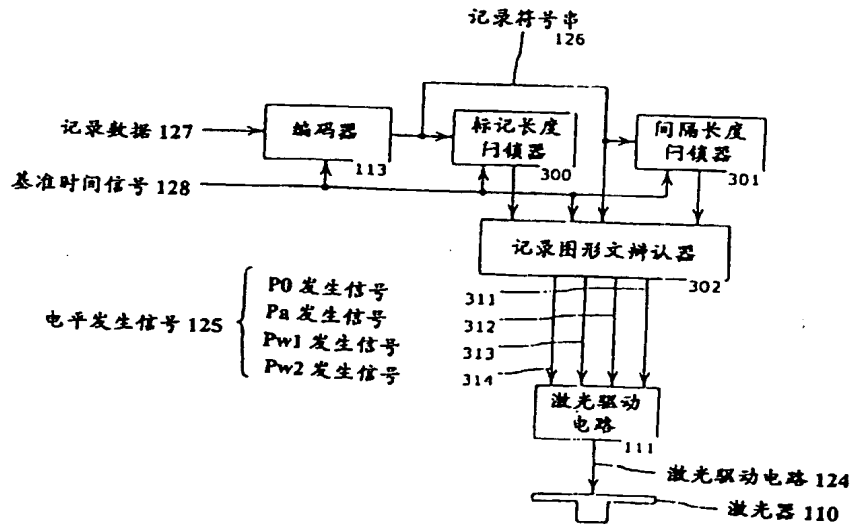 记录符号串
126
记录数据 127
编码器
113
标记长度
闩侦器
300
间隔长度
闩侦器
301
基准时间信号 128
记录图形文辨认器
302
电平发生信号 125
P0 发生信号
Pa 发生信号
Pw1 发生信号
Pw2 发生信号
311
312
313
314
激光驱动
电路
111
激光驱动电路 124
激光器 110